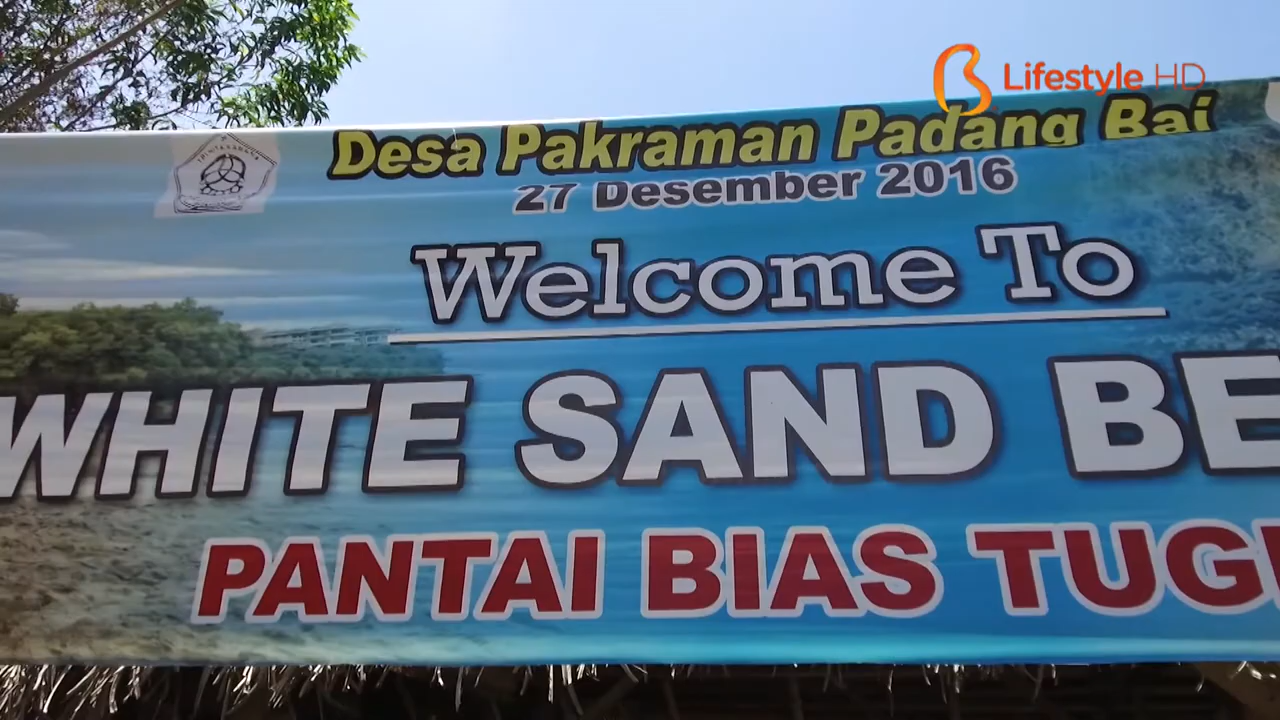 Lifestyle HD
Desa Pakraman Padang Bai
27 Desember 2016
Welcome To
WHITE SAND BE
PANTAI BIAS TUG